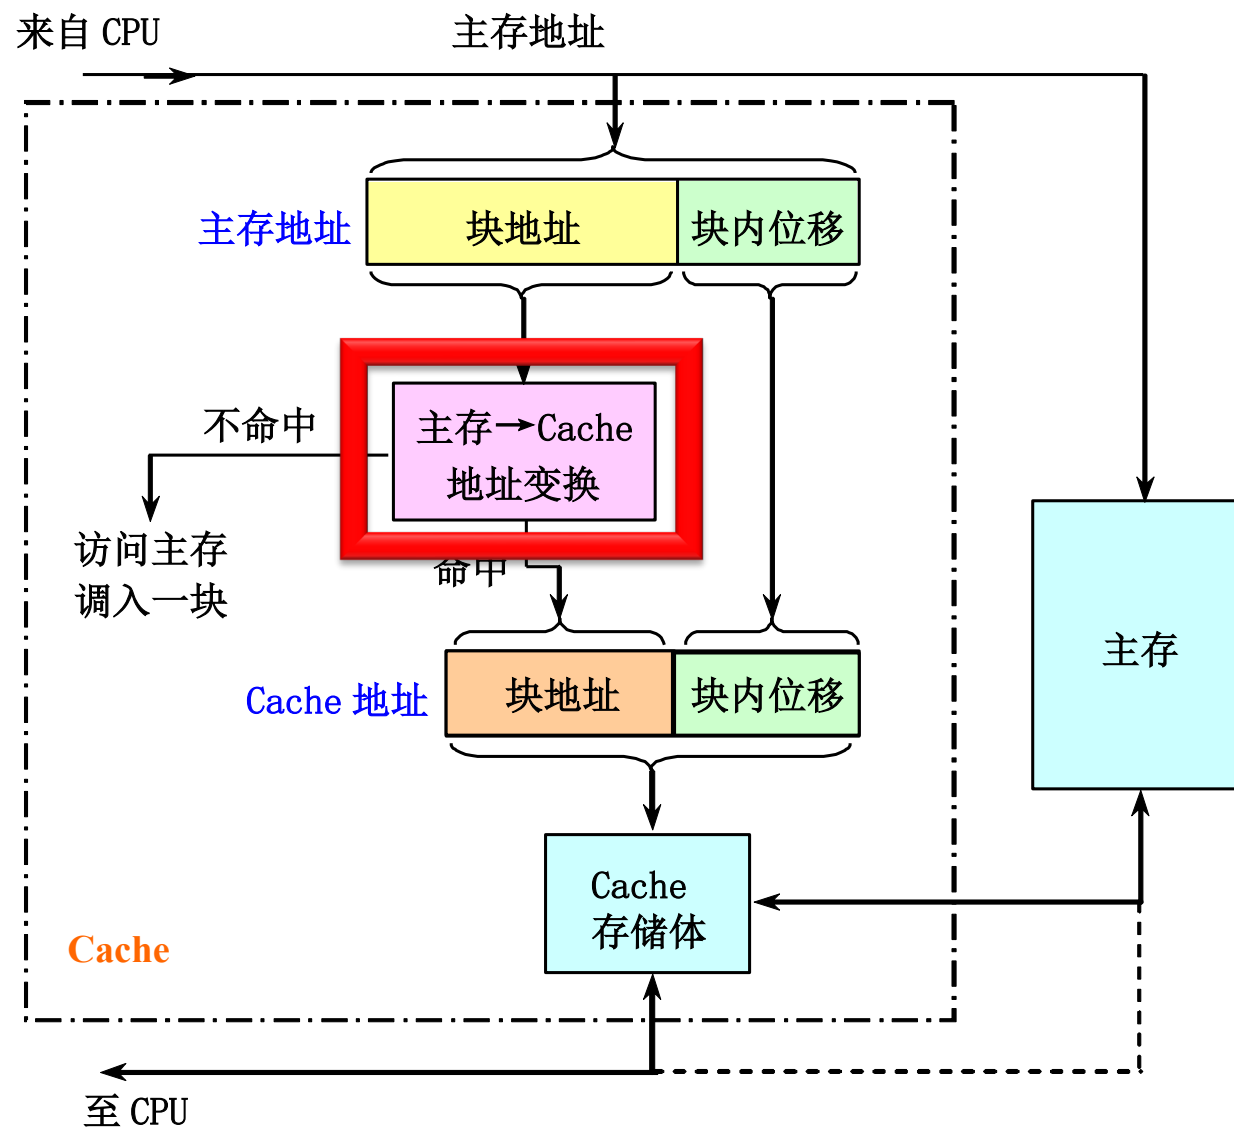 来自 CPU
主存地址
主存地址
块地址
块内位移
不命中
主存→Cache
地址变换
访问主存
调入一块
命中
主存
Cache 地址
块地址
块内位移
Cache
存储体
Cache
至 CPU